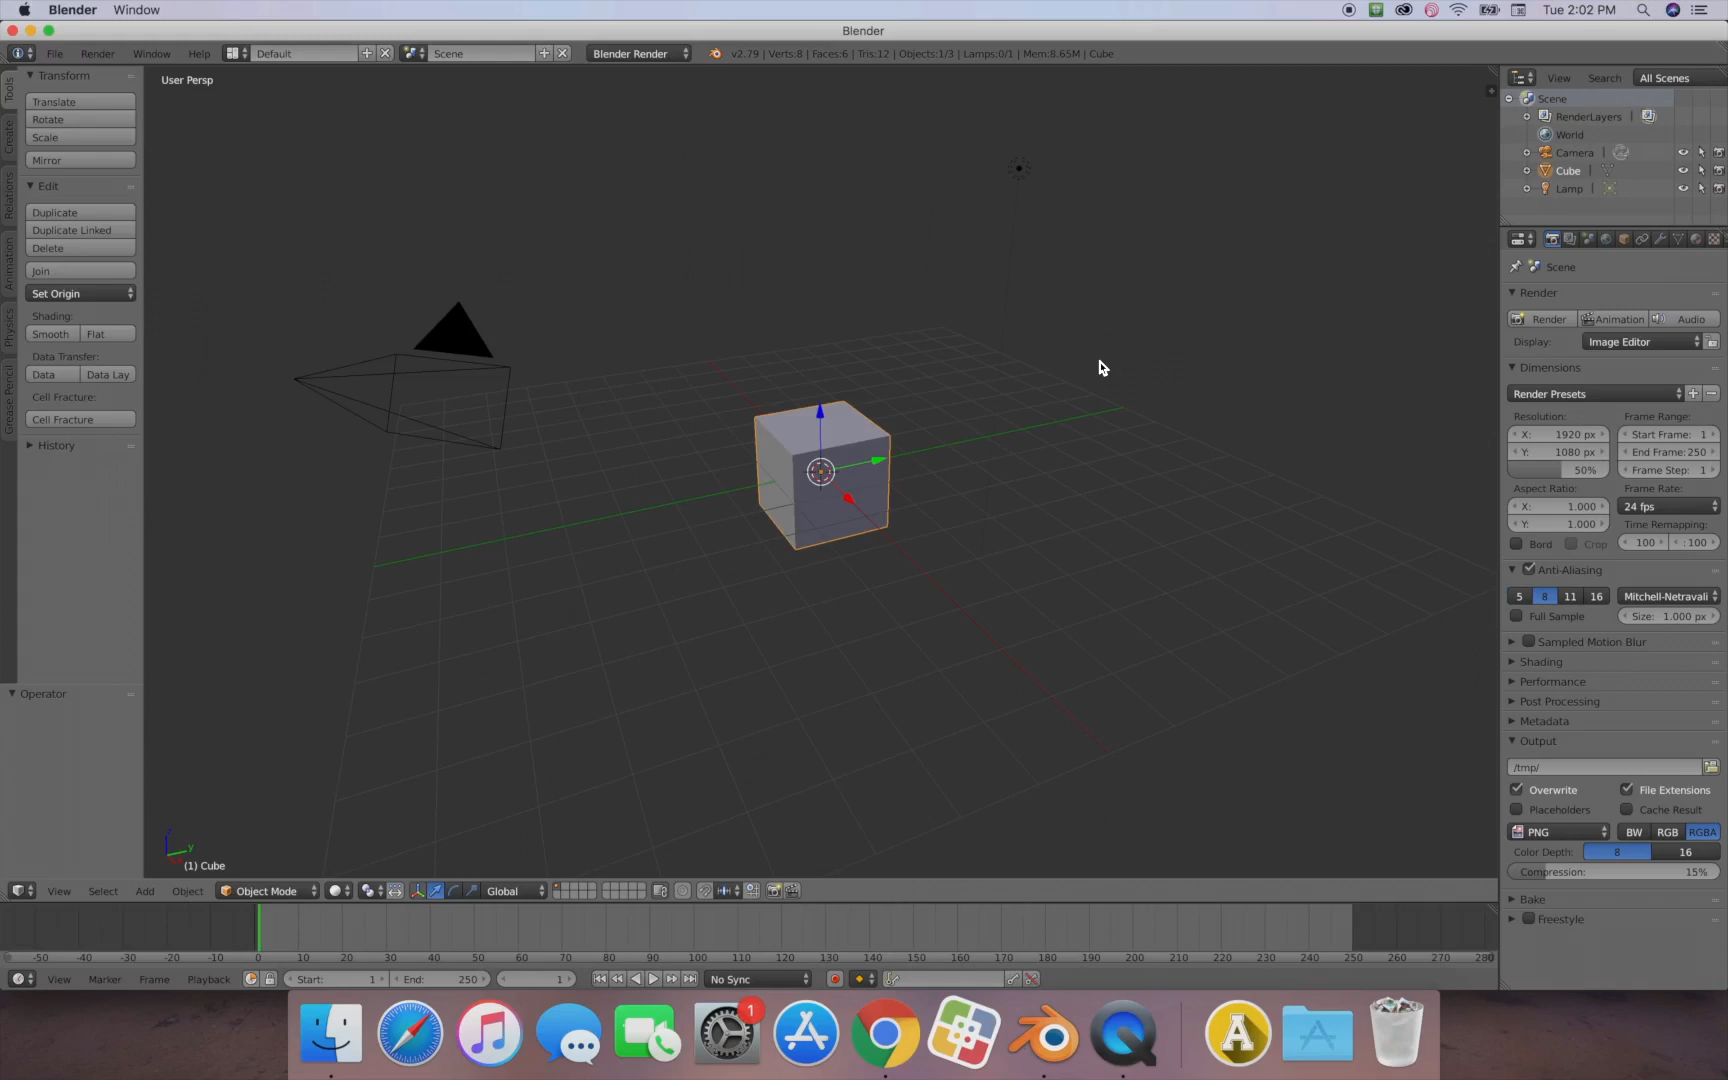 Blender Window Tue 2:02 PM
Blender
File Render Window Help Default Scene Blender Render v2.79 | Verts:8 | Faces:6 | Tris:12 | Objects:1/3 | Lamps:0/1 | Mem:8.65M | Cube
Tools
Create
Relations
Animation
Physics
Grease Pencil
Transform
Translate
Rotate
Scale
Mirror
Edit
Duplicate
Duplicate Linked
Delete
Join
Set Origin
Shading:
Smooth Flat
Data Transfer:
Data Data Lay
Cell Fracture:
Cell Fracture
History
Operator
User Persp
z
y
(1) Cube
View Select Add Object Object Mode Global
-50 -40 -30 -20 -10 0 10 20 30 40 50 60 70 80 90 100 110 120 130 140 150 160 170 180 190 200 210 220 230 240 250 260 270 280
View Marker Frame Playback Start: 1 End: 250 1 No Sync
View Search All Scenes
Scene
RenderLayers |
World
Camera |
Cube |
Lamp |
Scene
Render
Render Animation Audio
Display: Image Editor
Dimensions
Render Presets
Resolution: Frame Range:
X: 1920 px Start Frame: 1
Y: 1080 px End Frame: 250
50% Frame Step: 1
Aspect Ratio: Frame Rate:
X: 1.000 24 fps
Y: 1.000 Time Remapping:
Bord Crop 100 : 100
Anti-Aliasing
5 8 11 16 Mitchell-Netravali
Full Sample Size: 1.000 px
Sampled Motion Blur
Shading
Performance
Post Processing
Metadata
Output
/tmp/
Overwrite File Extensions
Placeholders Cache Result
PNG BW RGB RGBA
Color Depth: 8 16
Compression: 15%
Bake
Freestyle
1